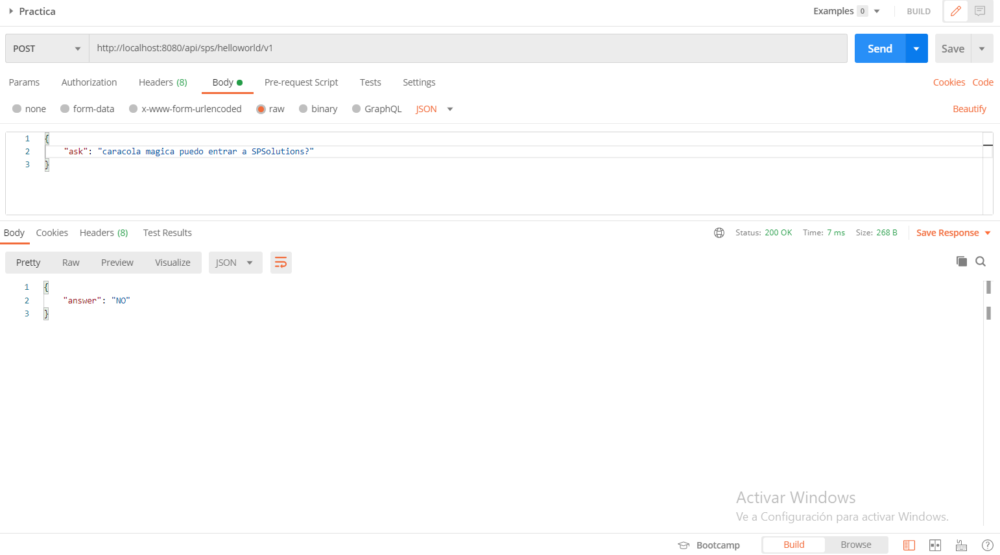 Practica
Examples 0 BUILD
POST http://localhost:8080/api/sps/helloworld/v1 Send Save
Params Authorization Headers (8) Body Pre-request Script Tests Settings Cookies Code
none form-data x-www-form-urlencoded raw binary GraphQL JSON Beautify
1 {
2 "ask": "caracola magica puedo entrar a SPSolutions?"
3 }
Body Cookies Headers (8) Test Results Status: 200 OK Time: 7 ms Size: 268 B Save Response
Pretty Raw Preview Visualize JSON
1 {
2 "answer": "NO"
3 }
Activar Windows
Ve a Configuración para activar Windows.
Bootcamp Build Browse